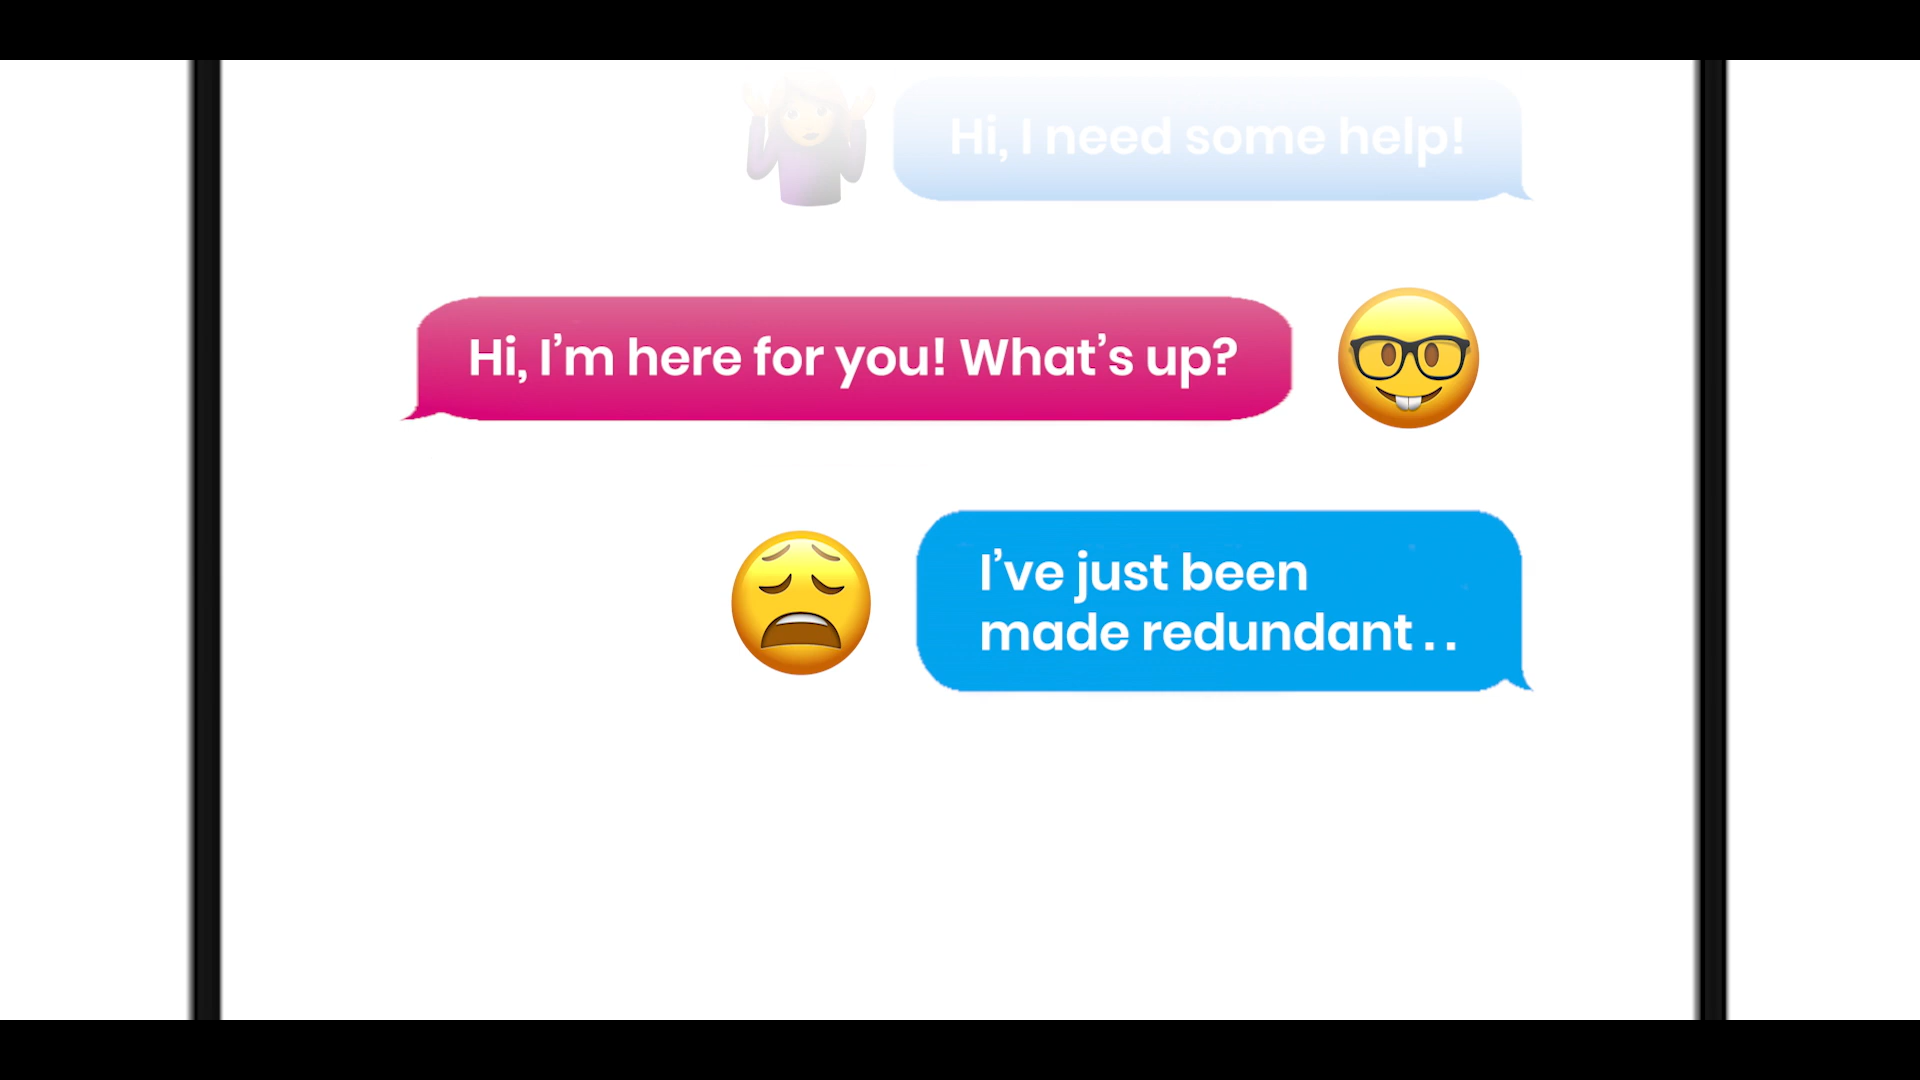 Hi, I need some help!
Hi, I’m here for you! What’s up?
I’ve just been
made redundant . .